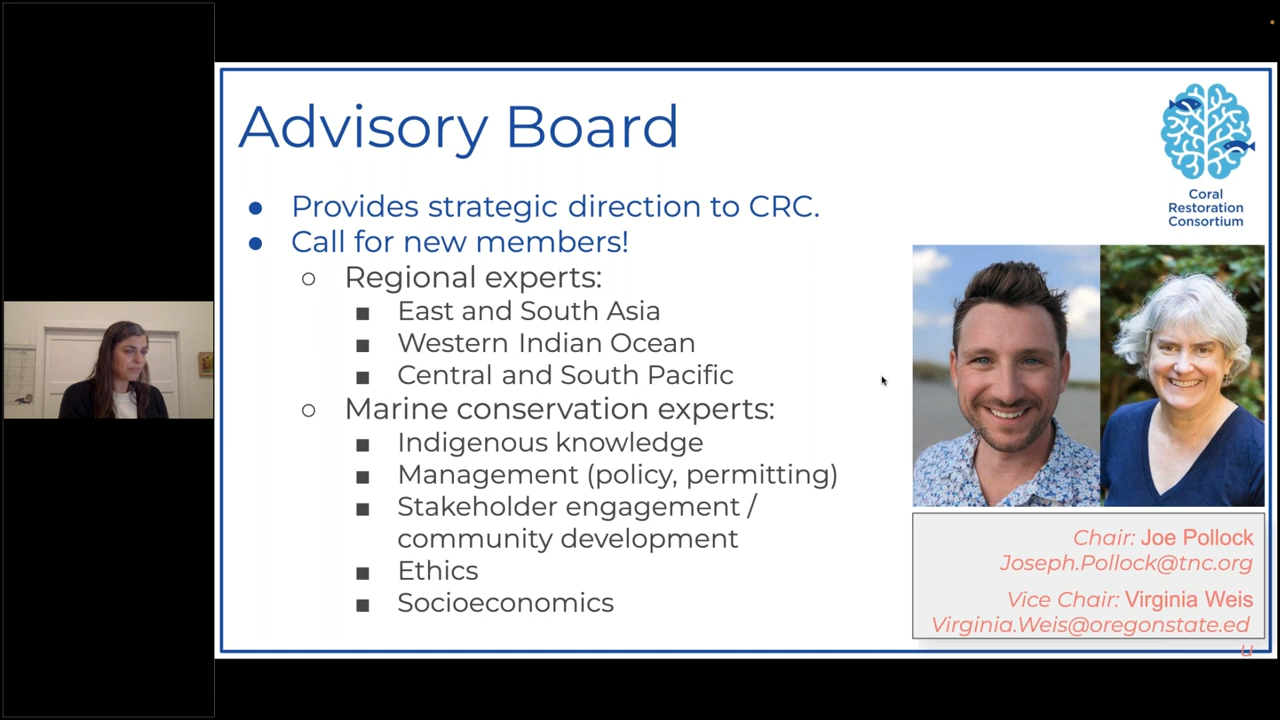 Advisory Board
● Provides strategic direction to CRC.
● Call for new members!
○ Regional experts:
■ East and South Asia
■ Western Indian Ocean
■ Central and South Pacific
○ Marine conservation experts:
■ Indigenous knowledge
■ Management (policy, permitting)
■ Stakeholder engagement /
community development
■ Ethics
■ Socioeconomics
Coral
Restoration
Consortium
Chair: Joe Pollock
Joseph.Pollock@tnc.org
Vice Chair: Virginia Weis
Virginia.Weis@oregonstate.ed
u